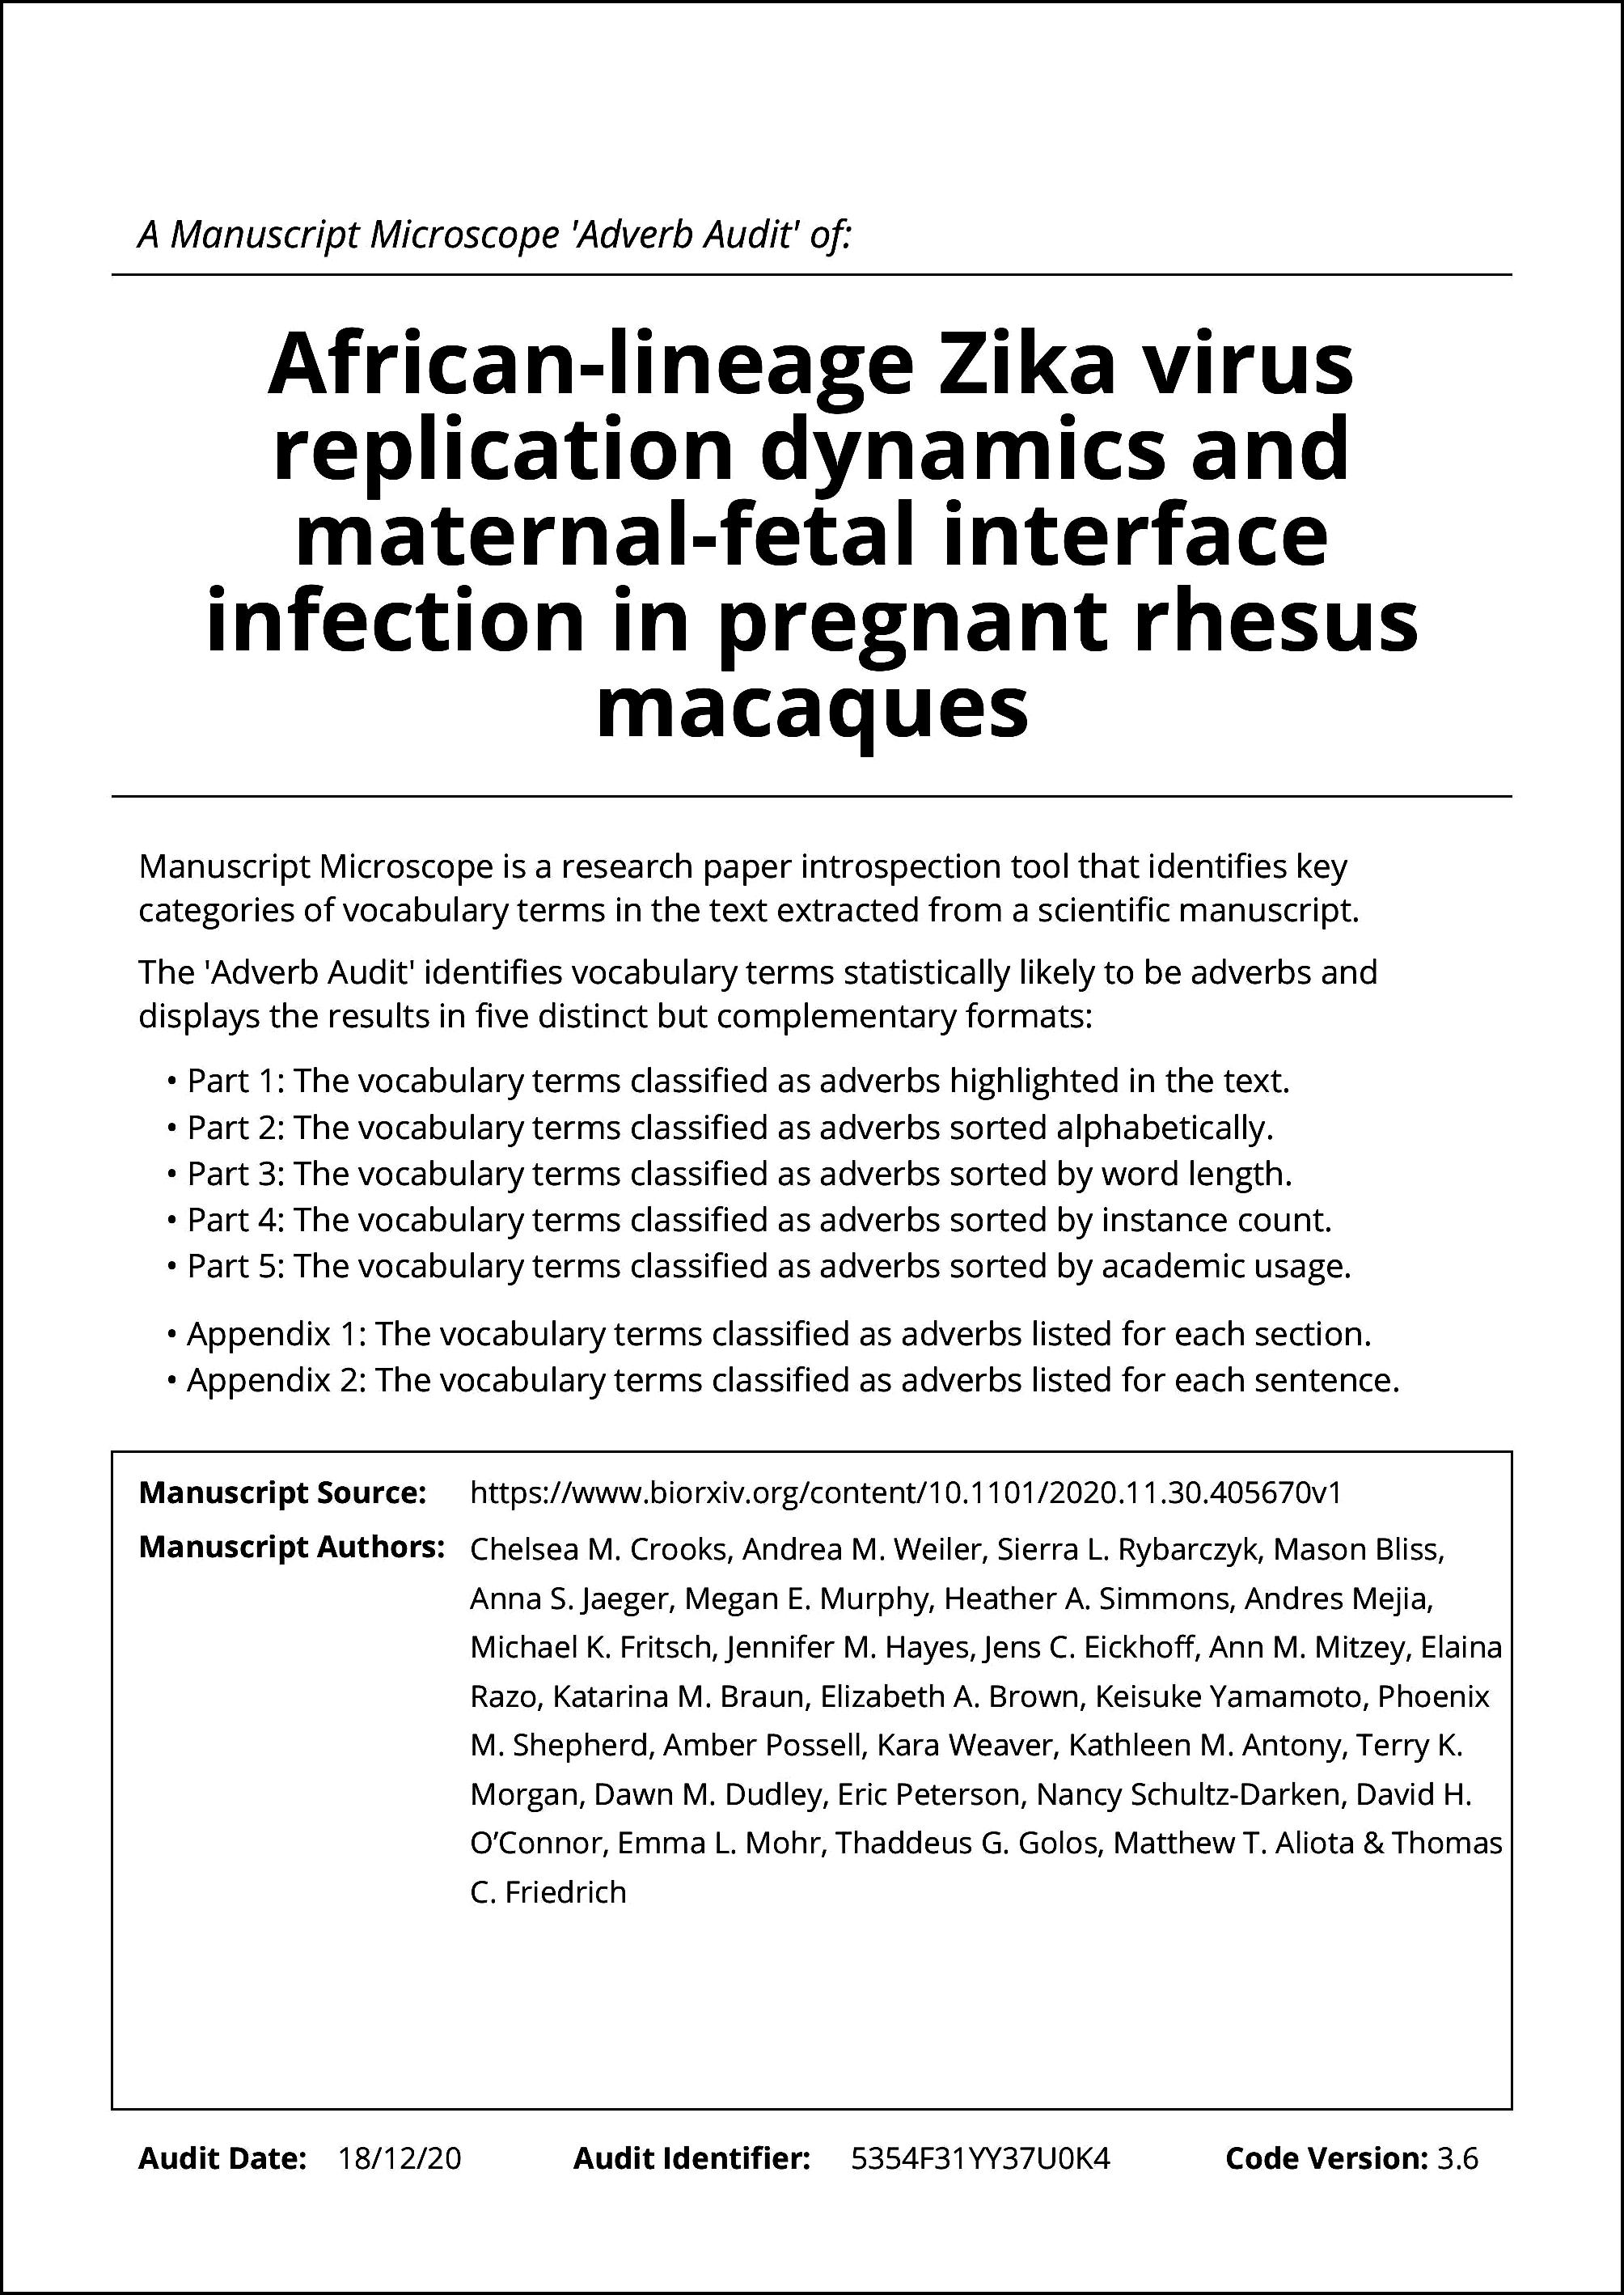 A Manuscript Microscope 'Adverb Audit' of:
African-lineage Zika virus
replication dynamics and
maternal-fetal interface
infection in pregnant rhesus
macaques
Manuscript Microscope is a research paper introspection tool that identifies key
categories of vocabulary terms in the text extracted from a scientific manuscript.
The 'Adverb Audit' identifies vocabulary terms statistically likely to be adverbs and
displays the results in five distinct but complementary formats:
• Part 1: The vocabulary terms classified as adverbs highlighted in the text.
• Part 2: The vocabulary terms classified as adverbs sorted alphabetically.
• Part 3: The vocabulary terms classified as adverbs sorted by word length.
• Part 4: The vocabulary terms classified as adverbs sorted by instance count.
• Part 5: The vocabulary terms classified as adverbs sorted by academic usage.
• Appendix 1: The vocabulary terms classified as adverbs listed for each section.
• Appendix 2: The vocabulary terms classified as adverbs listed for each sentence.
Manuscript Source: https://www.biorxiv.org/content/10.1101/2020.11.30.405670v1
Manuscript Authors: Chelsea M. Crooks, Andrea M. Weiler, Sierra L. Rybarczyk, Mason Bliss,
Anna S. Jaeger, Megan E. Murphy, Heather A. Simmons, Andres Mejia,
Michael K. Fritsch, Jennifer M. Hayes, Jens C. Eickhoff, Ann M. Mitzey, Elaina
Razo, Katarina M. Braun, Elizabeth A. Brown, Keisuke Yamamoto, Phoenix
M. Shepherd, Amber Possell, Kara Weaver, Kathleen M. Antony, Terry K.
Morgan, Dawn M. Dudley, Eric Peterson, Nancy Schultz-Darken, David H.
O’Connor, Emma L. Mohr, Thaddeus G. Golos, Matthew T. Aliota & Thomas
C. Friedrich
Audit Date: 18/12/20 Audit Identifier: 5354F31YY37U0K4 Code Version: 3.6